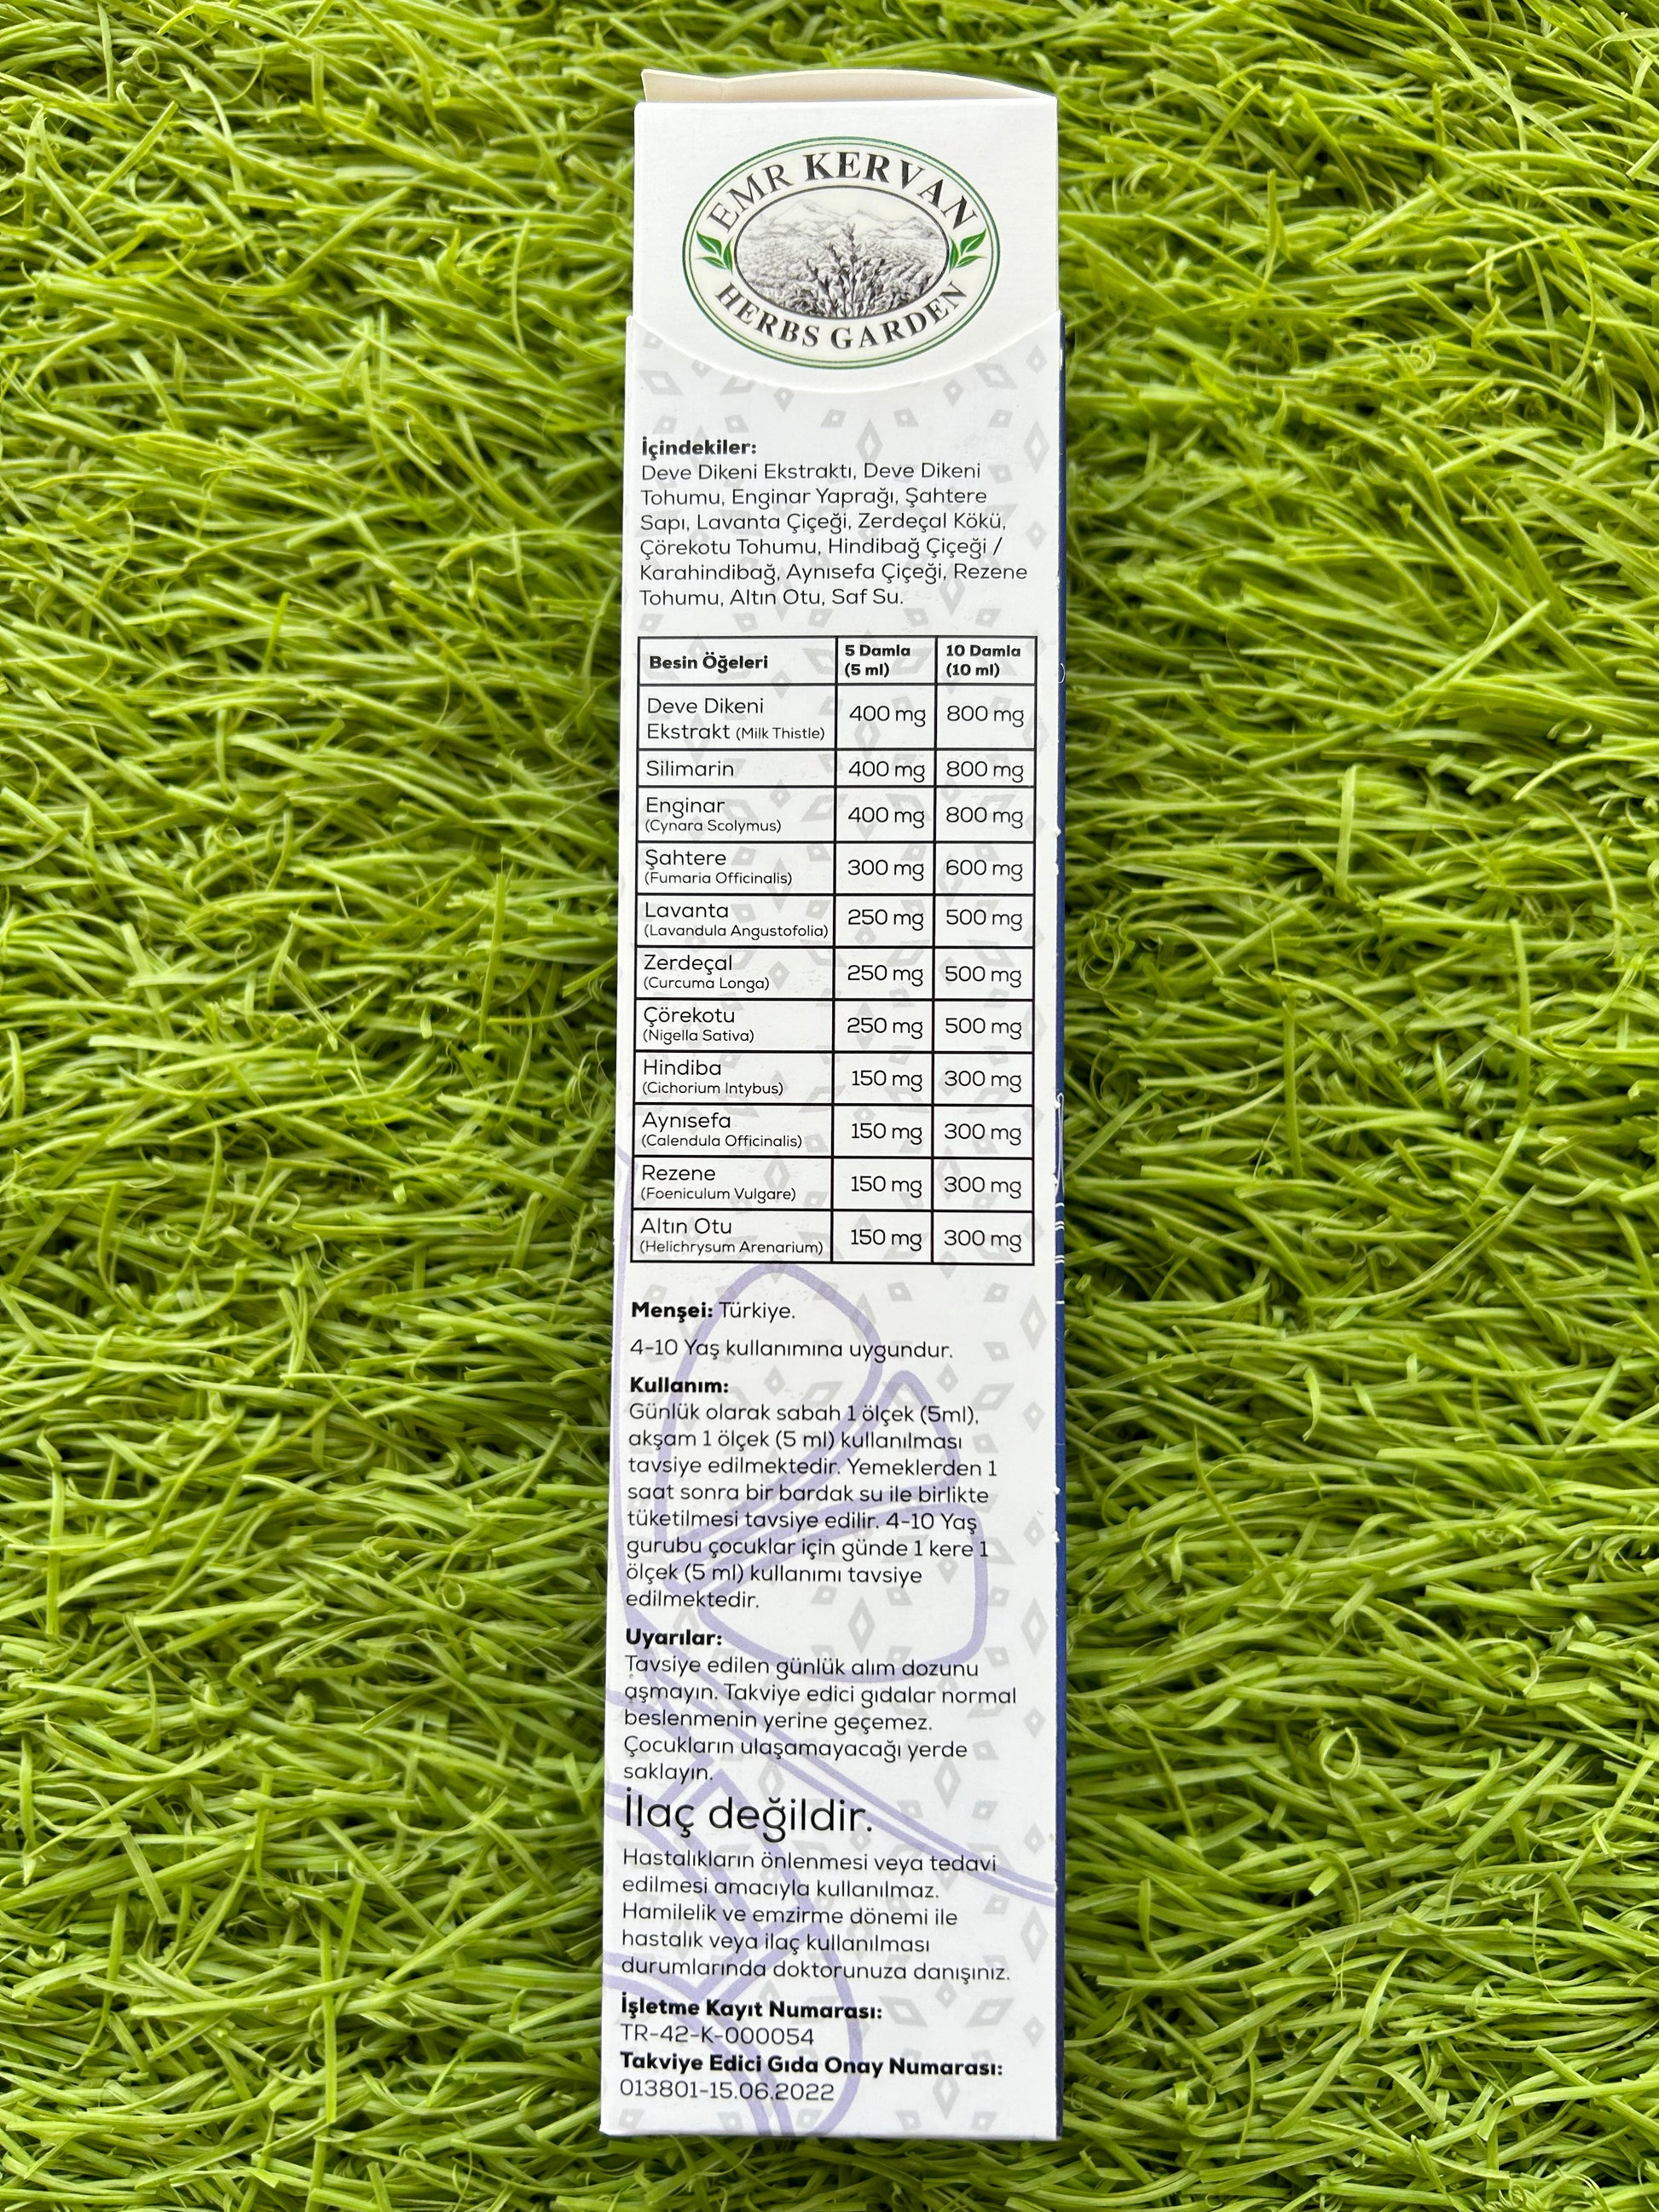 EMR KERVAN
HERBS GARDEN
İçindekiler:
Deve Dikeni Ekstraktı, Deve Dikeni
Tohumu, Enginar Yaprağı, Şahtere
Sapı, Lavanta Çiçeği, Zerdeçal Kökü,
Çörekotu Tohumu, Hindibağ Çiçeği /
Karahindibağ, Aynısefa Çiçeği, Rezene
Tohumu, Altın Otu, Saf Su.
Besin Öğeleri 5 Damla (5 ml) 10 Damla (10 ml)
Deve Dikeni
Ekstrakt (Milk Thistle) 400 mg 800 mg
Silimarin 400 mg 800 mg
Enginar
(Cynara Scolymus) 400 mg 800 mg
Şahtere
(Fumaria Officinalis) 300 mg 600 mg
Lavanta
(Lavandula Angustofolia) 250 mg 500 mg
Zerdeçal
(Curcuma Longa) 250 mg 500 mg
Çörekotu
(Nigella Sativa) 250 mg 500 mg
Hindiba
(Cichorium Intybus) 150 mg 300 mg
Aynısefa
(Calendula Officinalis) 150 mg 300 mg
Rezene
(Foeniculum Vulgare) 150 mg 300 mg
Altın Otu
(Helichrysum Arenarium) 150 mg 300 mg
Menşei: Türkiye.
4-10 Yaş kullanımına uygundur.
Kullanım:
Günlük olarak sabah 1 ölçek (5ml),
akşam 1 ölçek (5 ml) kullanılması
tavsiye edilmektedir. Yemeklerden 1
saat sonra bir bardak su ile birlikte
tüketilmesi tavsiye edilir. 4-10 Yaş
gurubu çocuklar için günde 1 kere 1
ölçek (5 ml) kullanımı tavsiye
edilmektedir.
Uyarılar:
Tavsiye edilen günlük alım dozunu
aşmayın. Takviye edici gıdalar normal
beslenmenin yerine geçemez.
Çocukların ulaşamayacağı yerde
saklayın.
İlaç değildir.
Hastalıkların önlenmesi veya tedavi
edilmesi amacıyla kullanılmaz.
Hamilelik ve emzirme dönemi ile
hastalık veya ilaç kullanılması
durumlarında doktorunuza danışınız.
İşletme Kayıt Numarası:
TR-42-K-000054
Takviye Edici Gıda Onay Numarası:
013801-15.06.2022